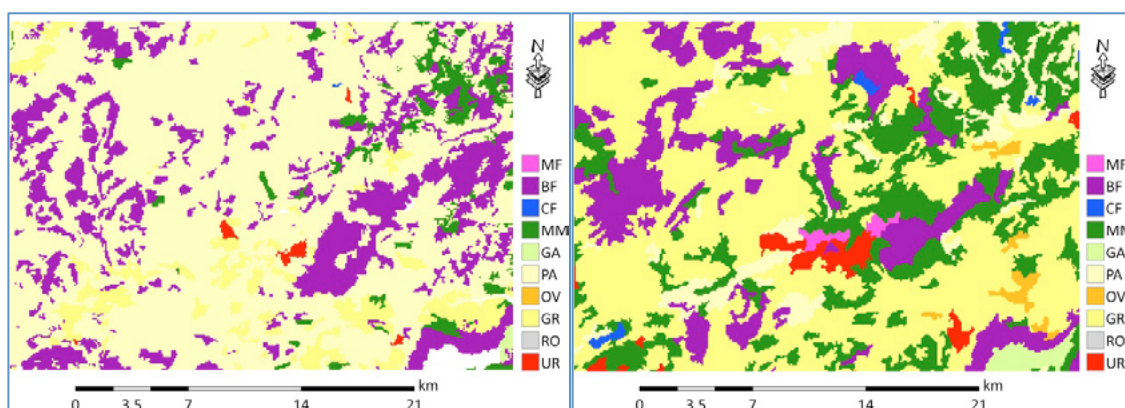 N
MF
BF
CF
MM
GA
PA
OV
GR
RO
UR
km
0 3.5 7 14 21
N
MF
BF
CF
MM
GA
PA
OV
GR
RO
UR
km
0 3.5 7 14 21